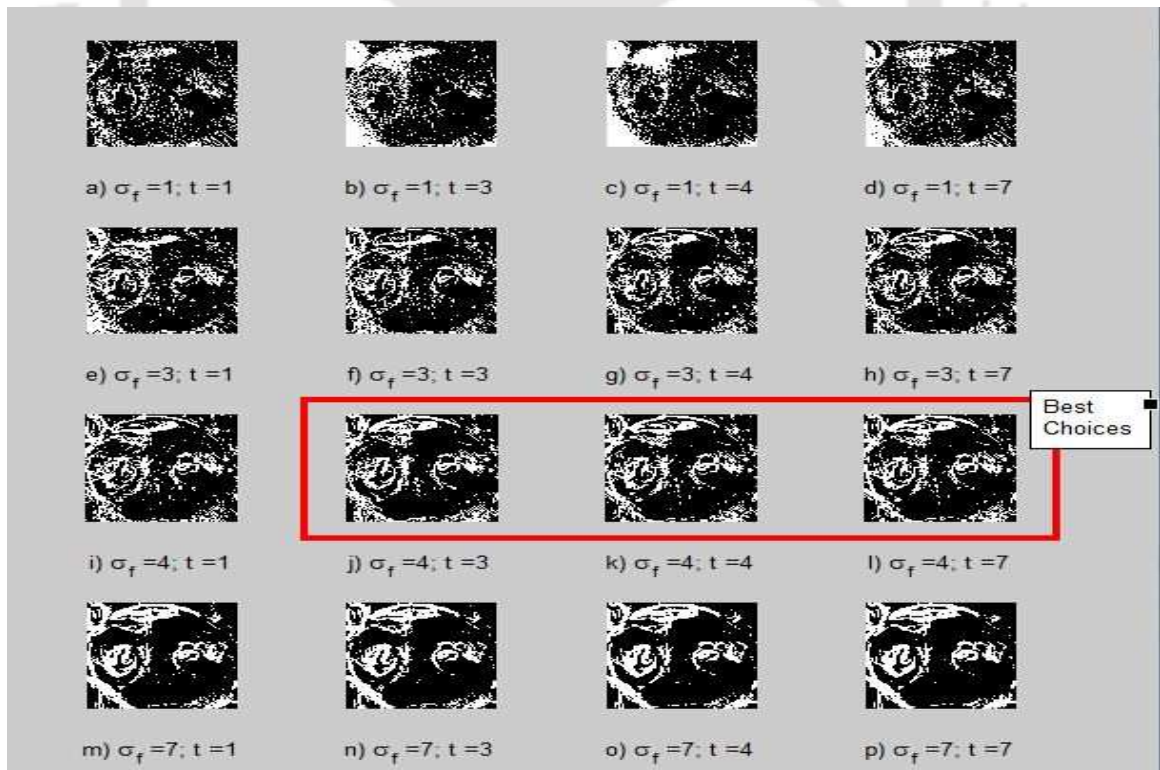 a) σf =1; t =1
b) σf =1; t =3
c) σf =1; t =4
d) σf =1; t =7
e) σf =3; t =1
f) σf =3; t =3
g) σf =3; t =4
h) σf =3; t =7
Best
Choices
i) σf =4; t =1
j) σf =4; t =3
k) σf =4; t =4
l) σf =4; t =7
m) σf =7; t =1
n) σf =7; t =3
o) σf =7; t =4
p) σf =7; t =7